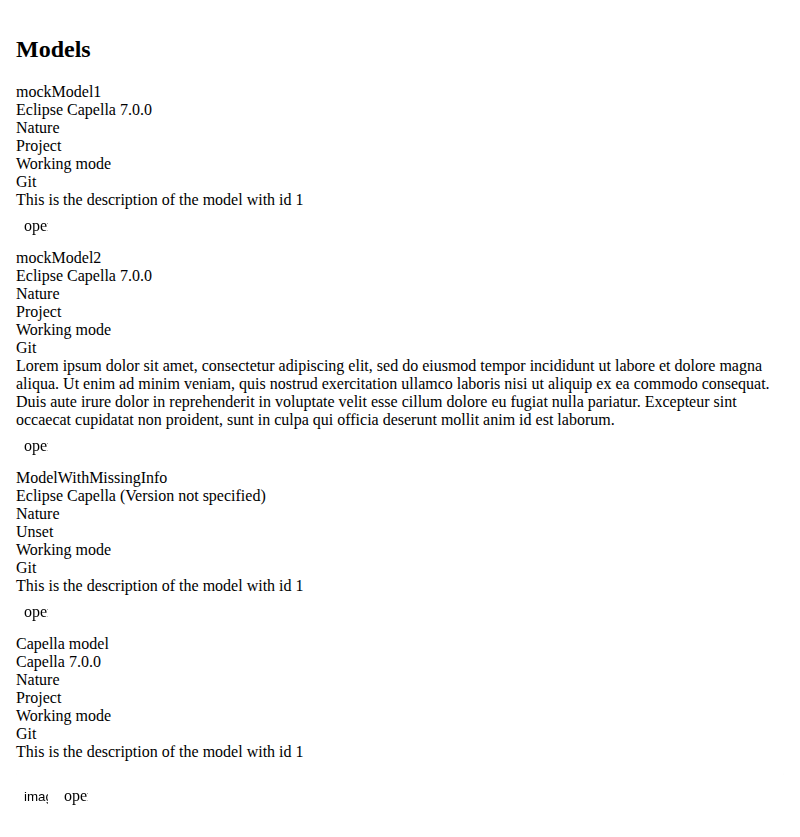 Models
mockModel1
Eclipse Capella 7.0.0
Nature
Project
Working mode
Git
This is the description of the model with id 1
ope
mockModel2
Eclipse Capella 7.0.0
Nature
Project
Working mode
Git
Lorem ipsum dolor sit amet, consectetur adipiscing elit, sed do eiusmod tempor incididunt ut labore et dolore magna
aliqua. Ut enim ad minim veniam, quis nostrud exercitation ullamco laboris nisi ut aliquip ex ea commodo consequat.
Duis aute irure dolor in reprehenderit in voluptate velit esse cillum dolore eu fugiat nulla pariatur. Excepteur sint
occaecat cupidatat non proident, sunt in culpa qui officia deserunt mollit anim id est laborum.
ope
ModelWithMissingInfo
Eclipse Capella (Version not specified)
Nature
Unset
Working mode
Git
This is the description of the model with id 1
ope
Capella model
Capella 7.0.0
Nature
Project
Working mode
Git
This is the description of the model with id 1
imag ope